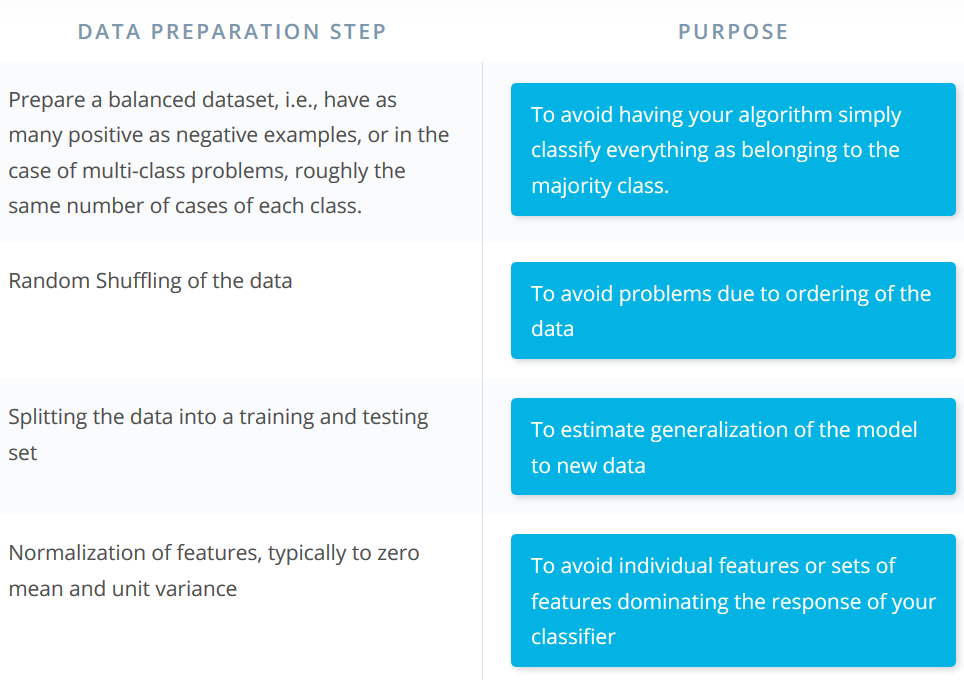 DATA PREPARATION STEP
PURPOSE
Prepare a balanced dataset, i.e., have as
many positive as negative examples, or in the
case of multi-class problems, roughly the
same number of cases of each class.
To avoid having your algorithm simply
classify everything as belonging to the
majority class.
Random Shuffling of the data
To avoid problems due to ordering of the
data
Splitting the data into a training and testing
set
To estimate generalization of the model
to new data
Normalization of features, typically to zero
mean and unit variance
To avoid individual features or sets of
features dominating the response of your
classifier